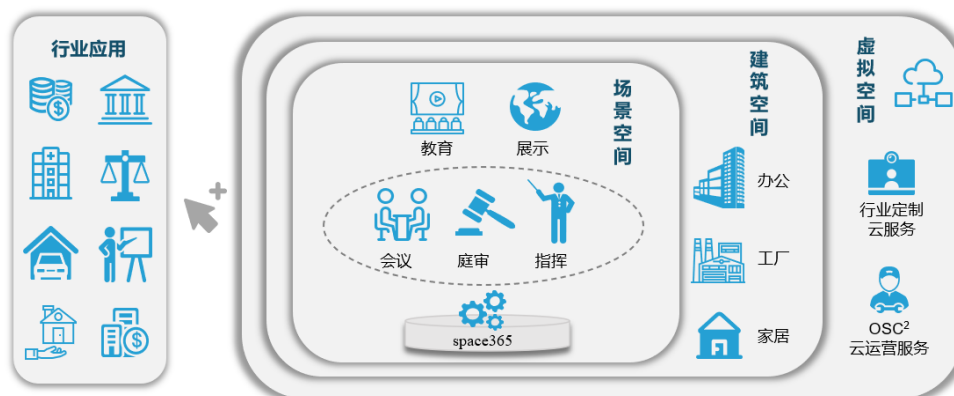 行业应用
场景空间
建筑空间
虚拟空间
教育
展示
会议
庭审
指挥
space365
办公
工厂
家居
行业定制
云服务
OSC²
云运营服务